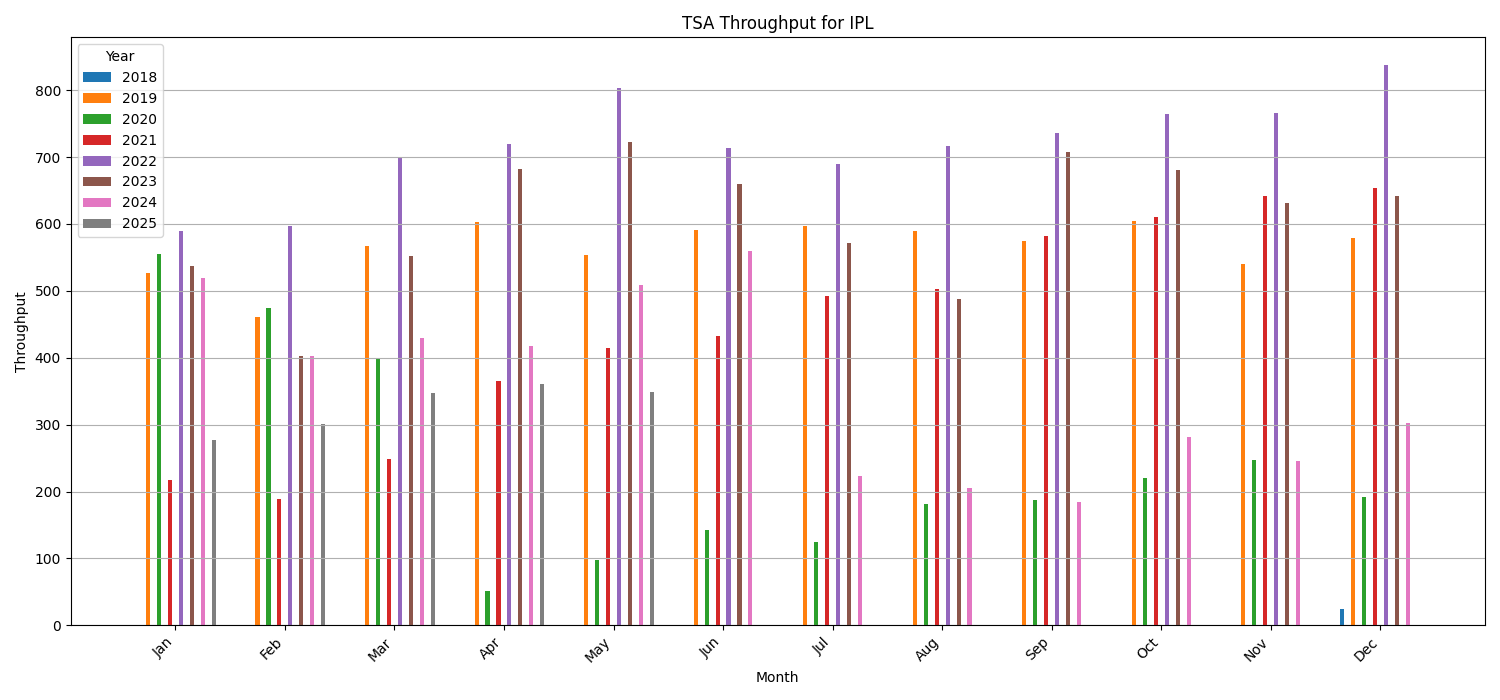 TSA Throughput for IPL
Year
2018
2019
2020
2021
2022
2023
2024
2025
Throughput
800
700
600
500
400
300
200
100
0
Jan
Feb
Mar
Apr
May
Jun
Jul
Aug
Sep
Oct
Nov
Dec
Month